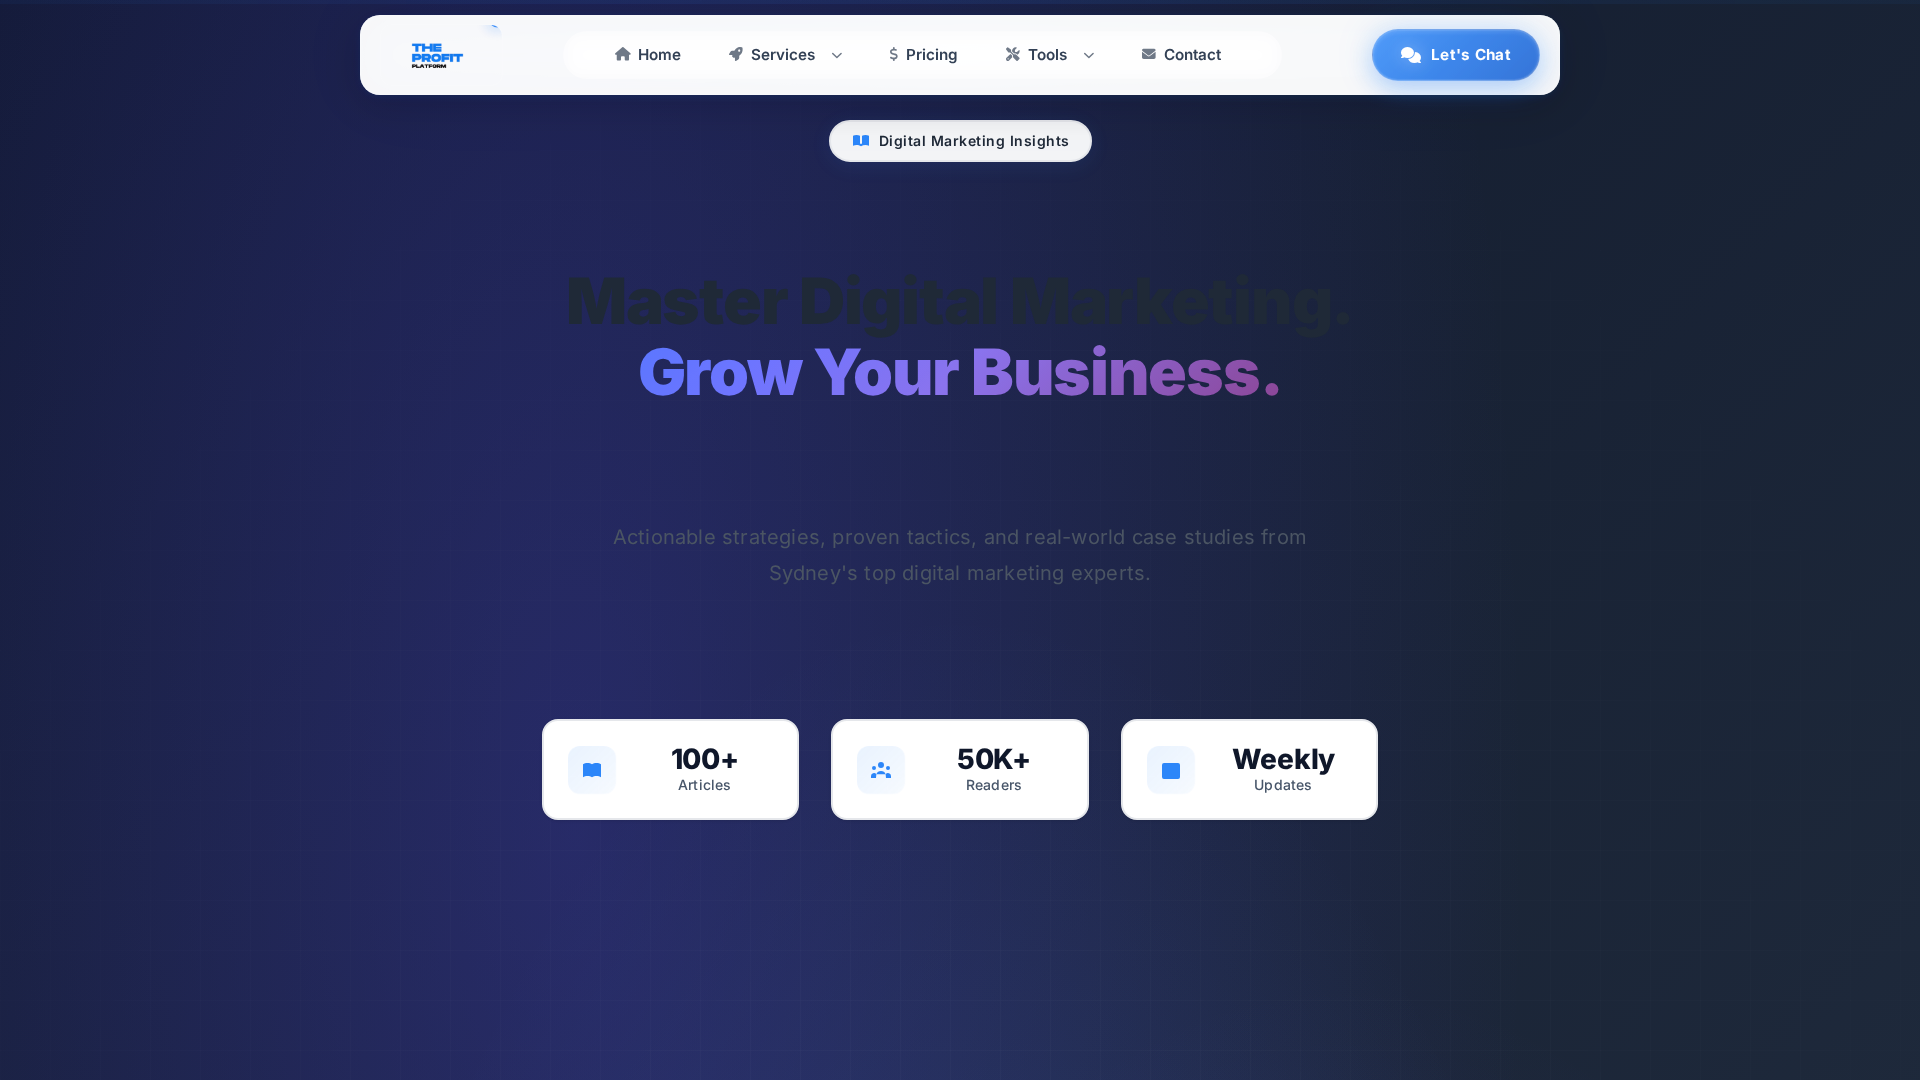 THE
PROFIT
PLATFORM
Home
Services
Pricing
Tools
Contact
Let's Chat
Digital Marketing Insights
Master Digital Marketing.
Grow Your Business.
Actionable strategies, proven tactics, and real-world case studies from
Sydney's top digital marketing experts.
100+
Articles
50K+
Readers
Weekly
Updates